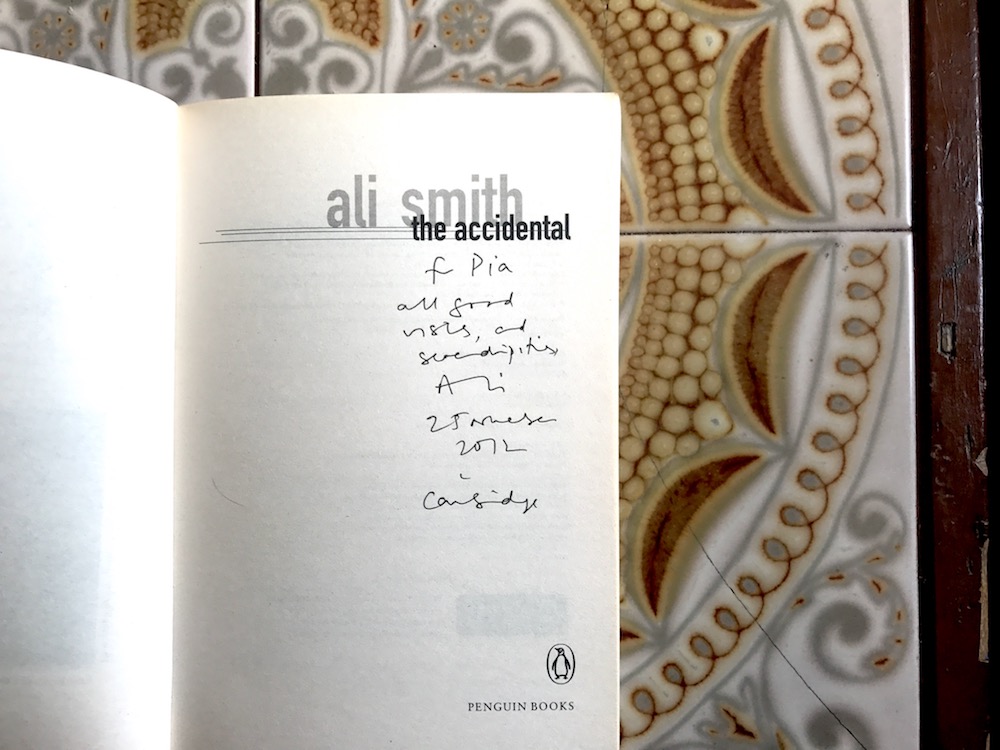 ali smith
the accidental
f Pia
all good
wishes, and
serendipities,
Ali
2012
Cambridge
PENGUIN BOOKS